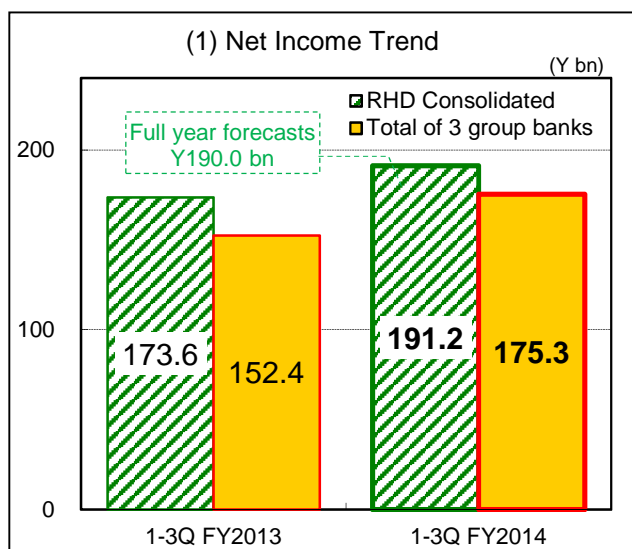 (1) Net Income Trend
(Y bn)
RHD Consolidated
Total of 3 group banks
Full year forecasts
Y190.0 bn
200
100
0
173.6
152.4
191.2
175.3
1-3Q FY2013
1-3Q FY2014